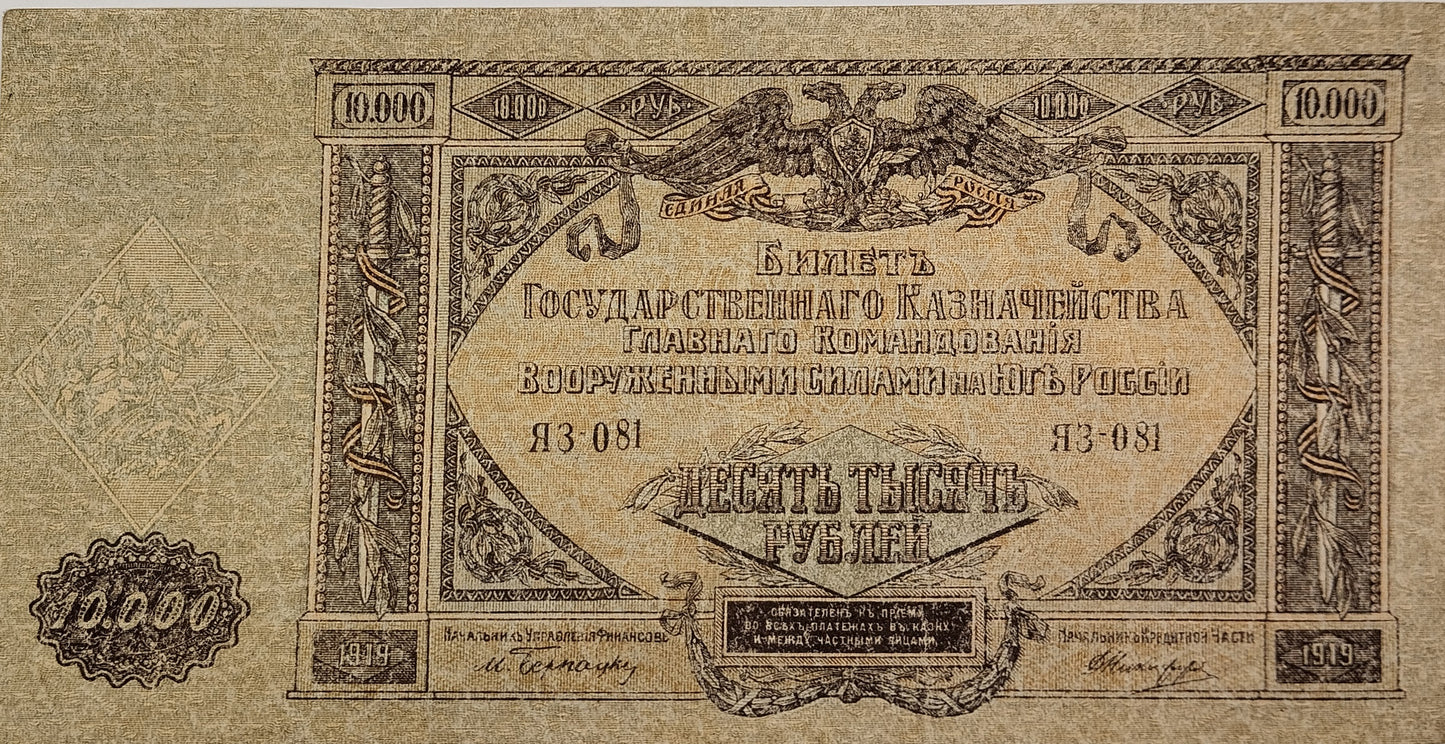 10.000 10.000 РУБ. 10.000 РУБ. 10.000
ЕДИНАЯ РОССІЯ
БИЛЕТЪ
ГОСУДАРСТВЕННАГО КАЗНАЧЕЙСТВА
ГЛАВНАГО КОМАНДОВАНІЯ
ВООРУЖЕННЫМИ СИЛАМИ НА ЮГѢ РОССІИ
ЯЗ-081 ЯЗ-081
ДЕСЯТЬ ТЫСЯЧЪ
РУБЛЕЙ
10.000
ОБЯЗАТЕЛЕНЪ КЪ ПРІЕМУ
ВО ВСѢХЪ ПЛАТЕЖАХЪ ВЪ КАЗНУ
И МЕЖДУ ЧАСТНЫМИ ЛИЦАМИ.
НАЧАЛЬНИКЪ УПРАВЛЕНІЯ ФИНАНСОВЪ НАЧАЛЬНИКЪ КРЕДИТНОЙ ЧАСТИ
1919 М. Бернацкій 1919